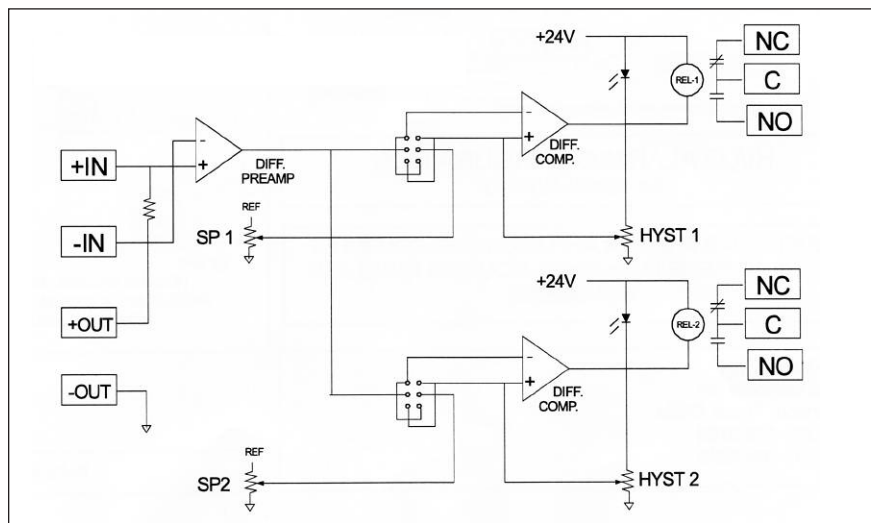 +24V
NC
REL-1
C
NO
DIFF.
COMP.
DIFF.
PREAMP
+IN
-IN
REF
SP 1
HYST 1
+OUT
-OUT
+24V
NC
REL-2
C
NO
DIFF.
COMP.
REF
SP2
HYST 2
-
+
-
+
-
+